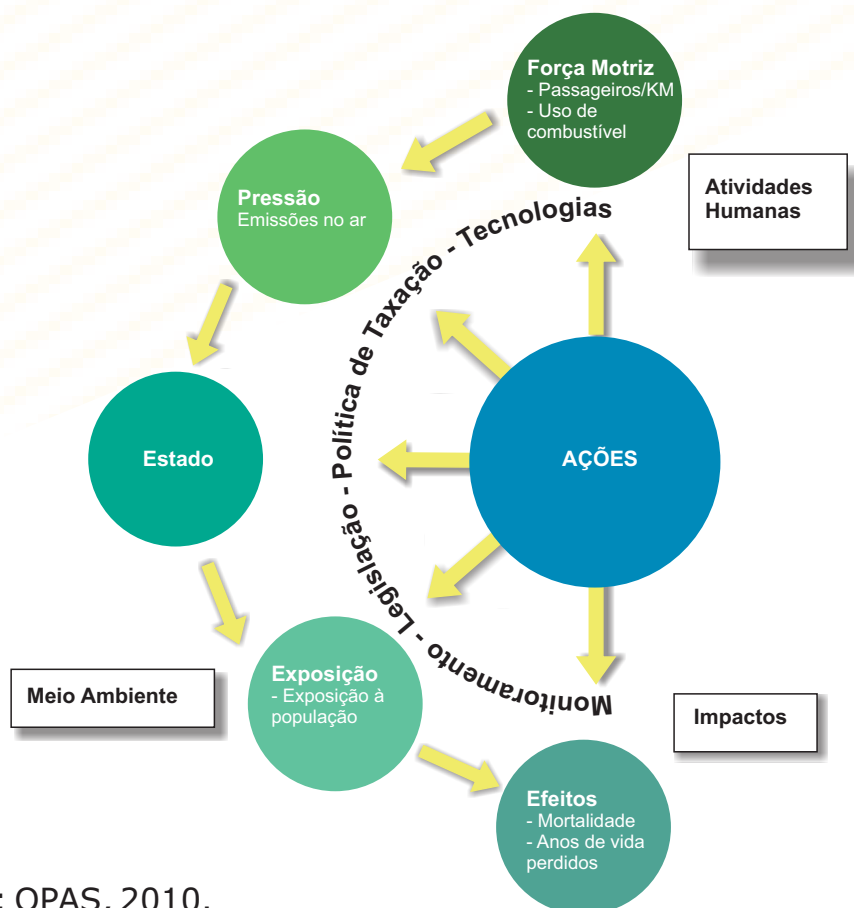 Força Motriz
- Passageiros/KM
- Uso de
combustível
Atividades
Humanas
Pressão
Emissões no ar
Monitoramento - Legislação - Política de Taxação - Tecnologias
Estado
AÇÕES
Exposição
- Exposição à
população
Meio Ambiente
Impactos
Efeitos
- Mortalidade
- Anos de vida
perdidos
: OPAS, 2010.